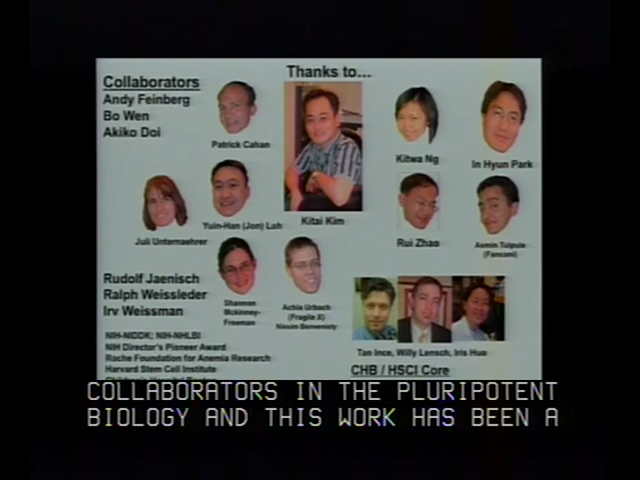 Thanks to...
Collaborators
Andy Feinberg
Bo Wen
Akiko Doi
Patrick Cahan
Kitai Kim
Kitwa Ng
In Hyun Park
Juli Unternaehrer
Yuin-Han (Jon) Loh
Rui Zhao
Asmin Tulpule
(Fanconi)
Rudolf Jaenisch
Ralph Weissleder
Irv Weissman
Shannon
Mckinney-
Freeman
Achia Urbach
(Fragile X)
Nissim Benvenisty
Tan Ince, Willy Lensch, Iris Hue
NIH-NIDDK; NIH-NHLBI
NIH Director's Pioneer Award
Roche Foundation for Anemia Research
Harvard Stem Cell Institute
CHB / HSCI Core
COLLABORATORS IN THE PLURIPOTENT
BIOLOGY AND THIS WORK HAS BEEN A